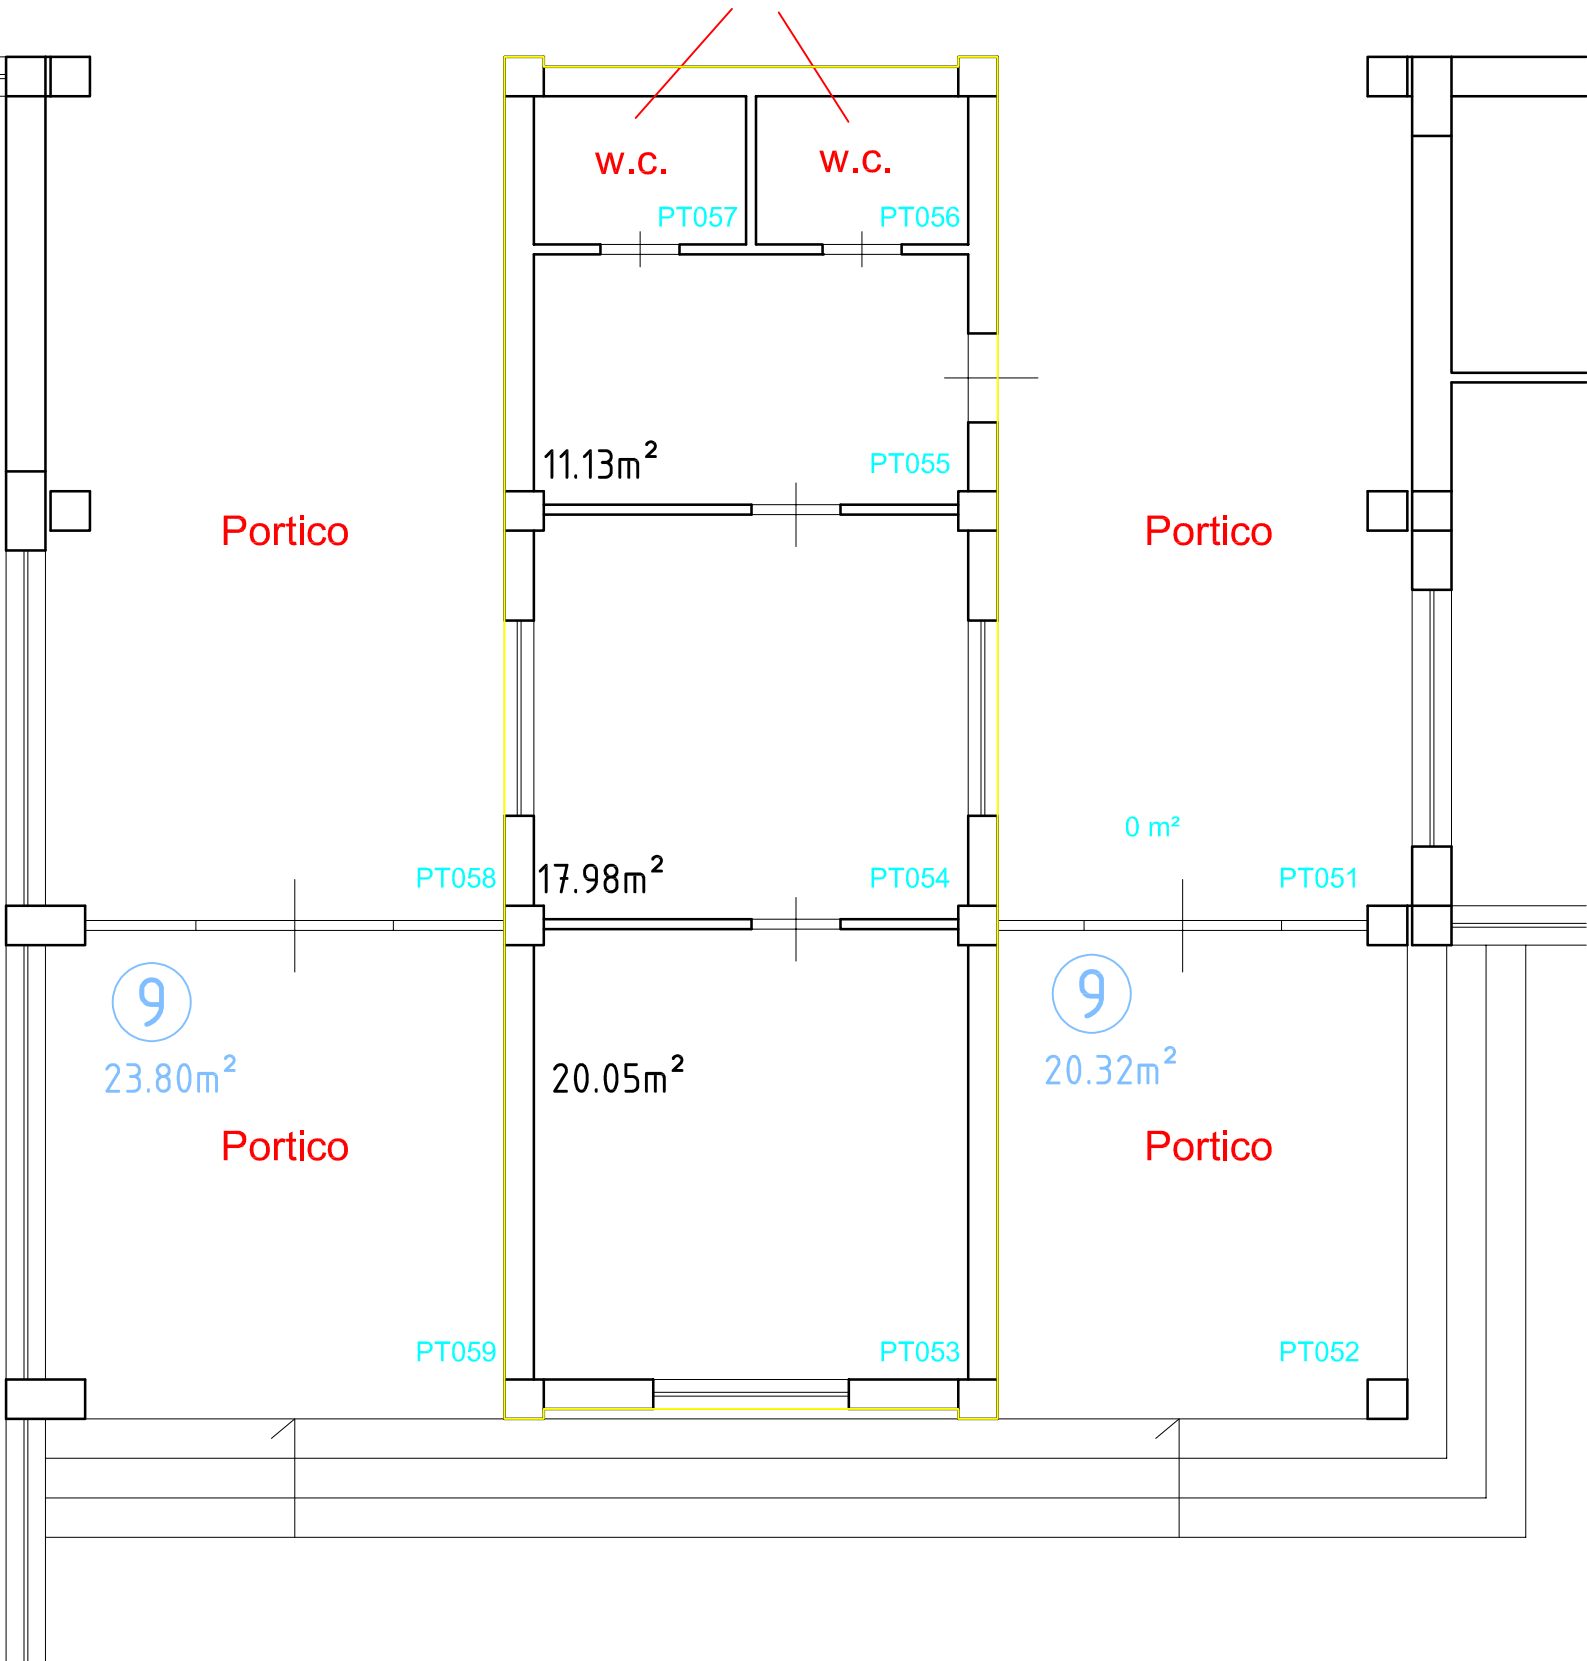 w.c.
w.c.
PT057
PT056
11.13m²
PT055
Portico
Portico
0 m²
PT058
17.98m²
PT054
PT051
9
9
23.80m²
20.05m²
20.32m²
Portico
Portico
PT059
PT053
PT052